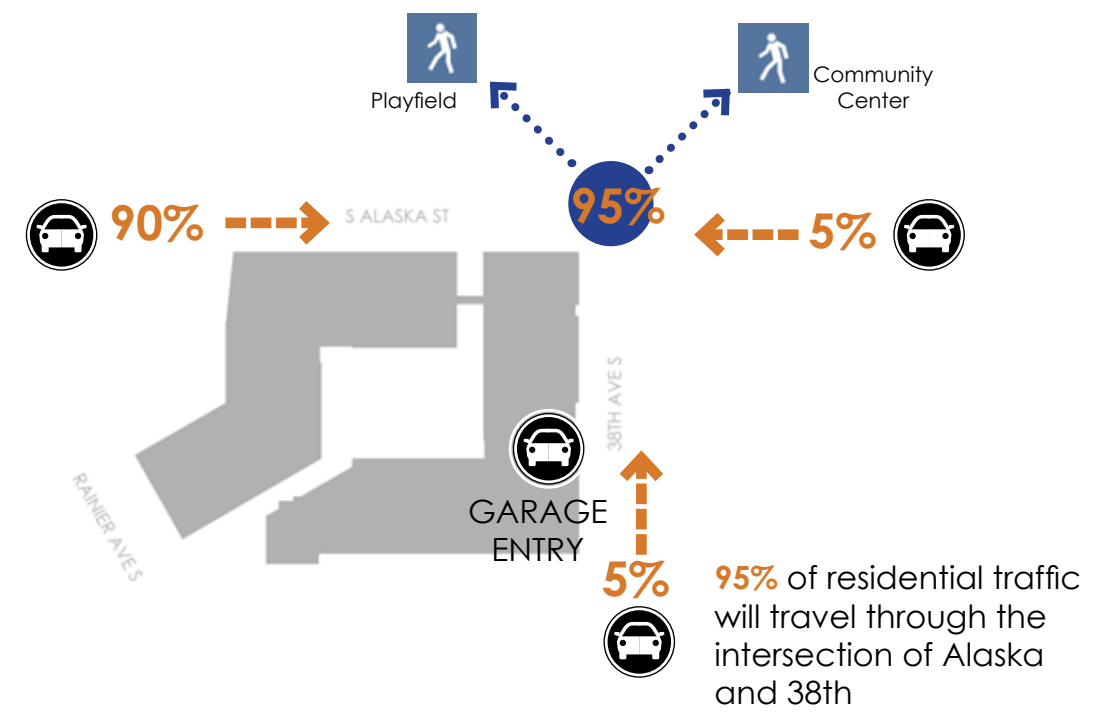 Playfield
Community
Center
90%
S ALASKA ST
95%
5%
38TH AVE S
RAINIER AVE S
GARAGE
ENTRY
5%
95% of residential traffic
will travel through the
intersection of Alaska
and 38th